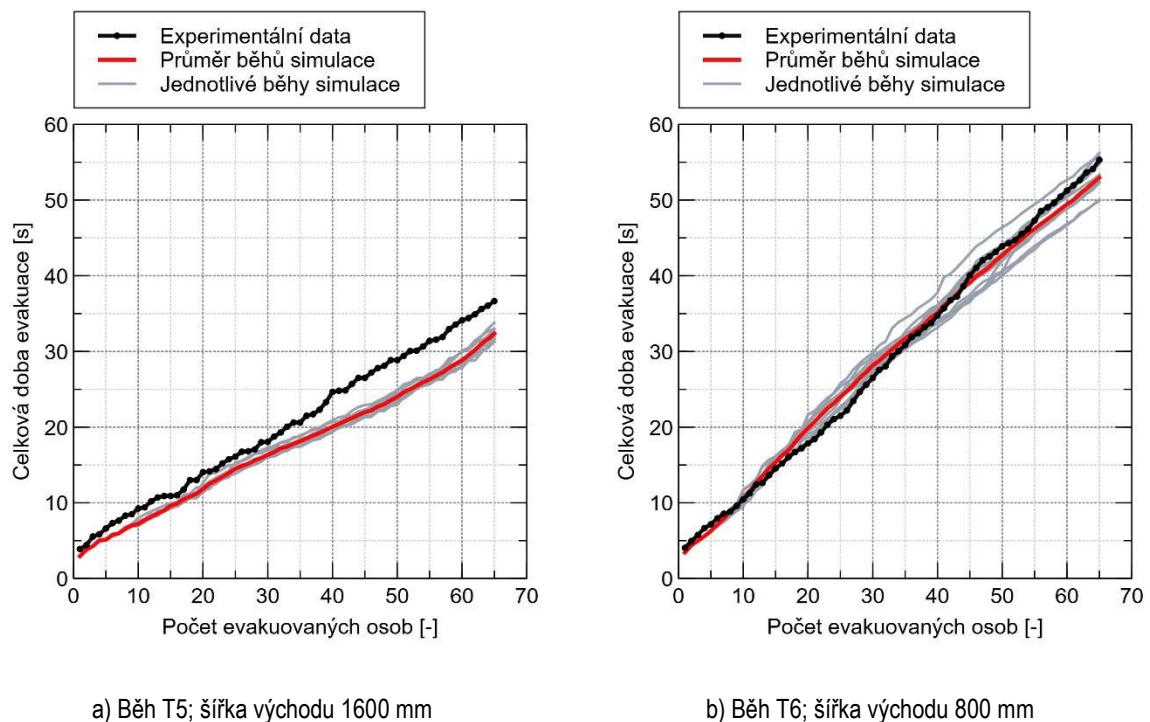 Experimentální data
Průměr běhů simulace
Jednotlivé běhy simulace
60
50
40
30
20
10
0
Celková doba evakuace [s]
0 10 20 30 40 50 60 70
Počet evakuovaných osob [-]
a) Běh T5; šířka východu 1600 mm
Experimentální data
Průměr běhů simulace
Jednotlivé běhy simulace
60
50
40
30
20
10
0
Celková doba evakuace [s]
0 10 20 30 40 50 60 70
Počet evakuovaných osob [-]
b) Běh T6; šířka východu 800 mm